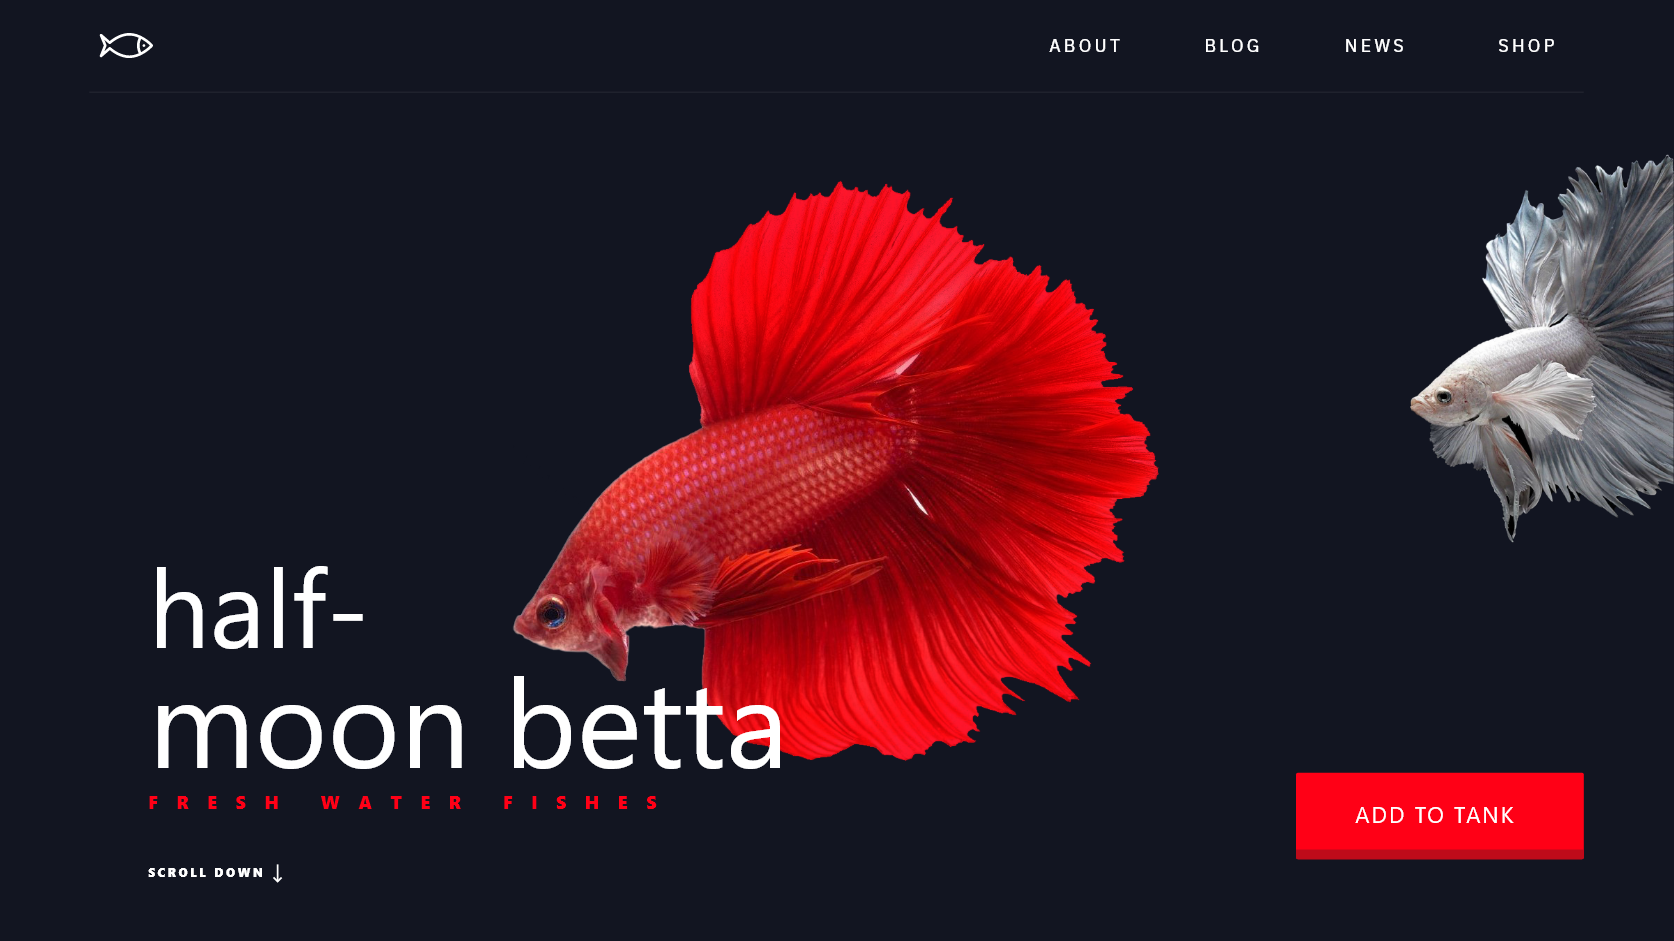 ABOUT BLOG NEWS SHOP
half-
moon betta
FRESH WATER FISHES
ADD TO TANK
SCROLL DOWN ↓